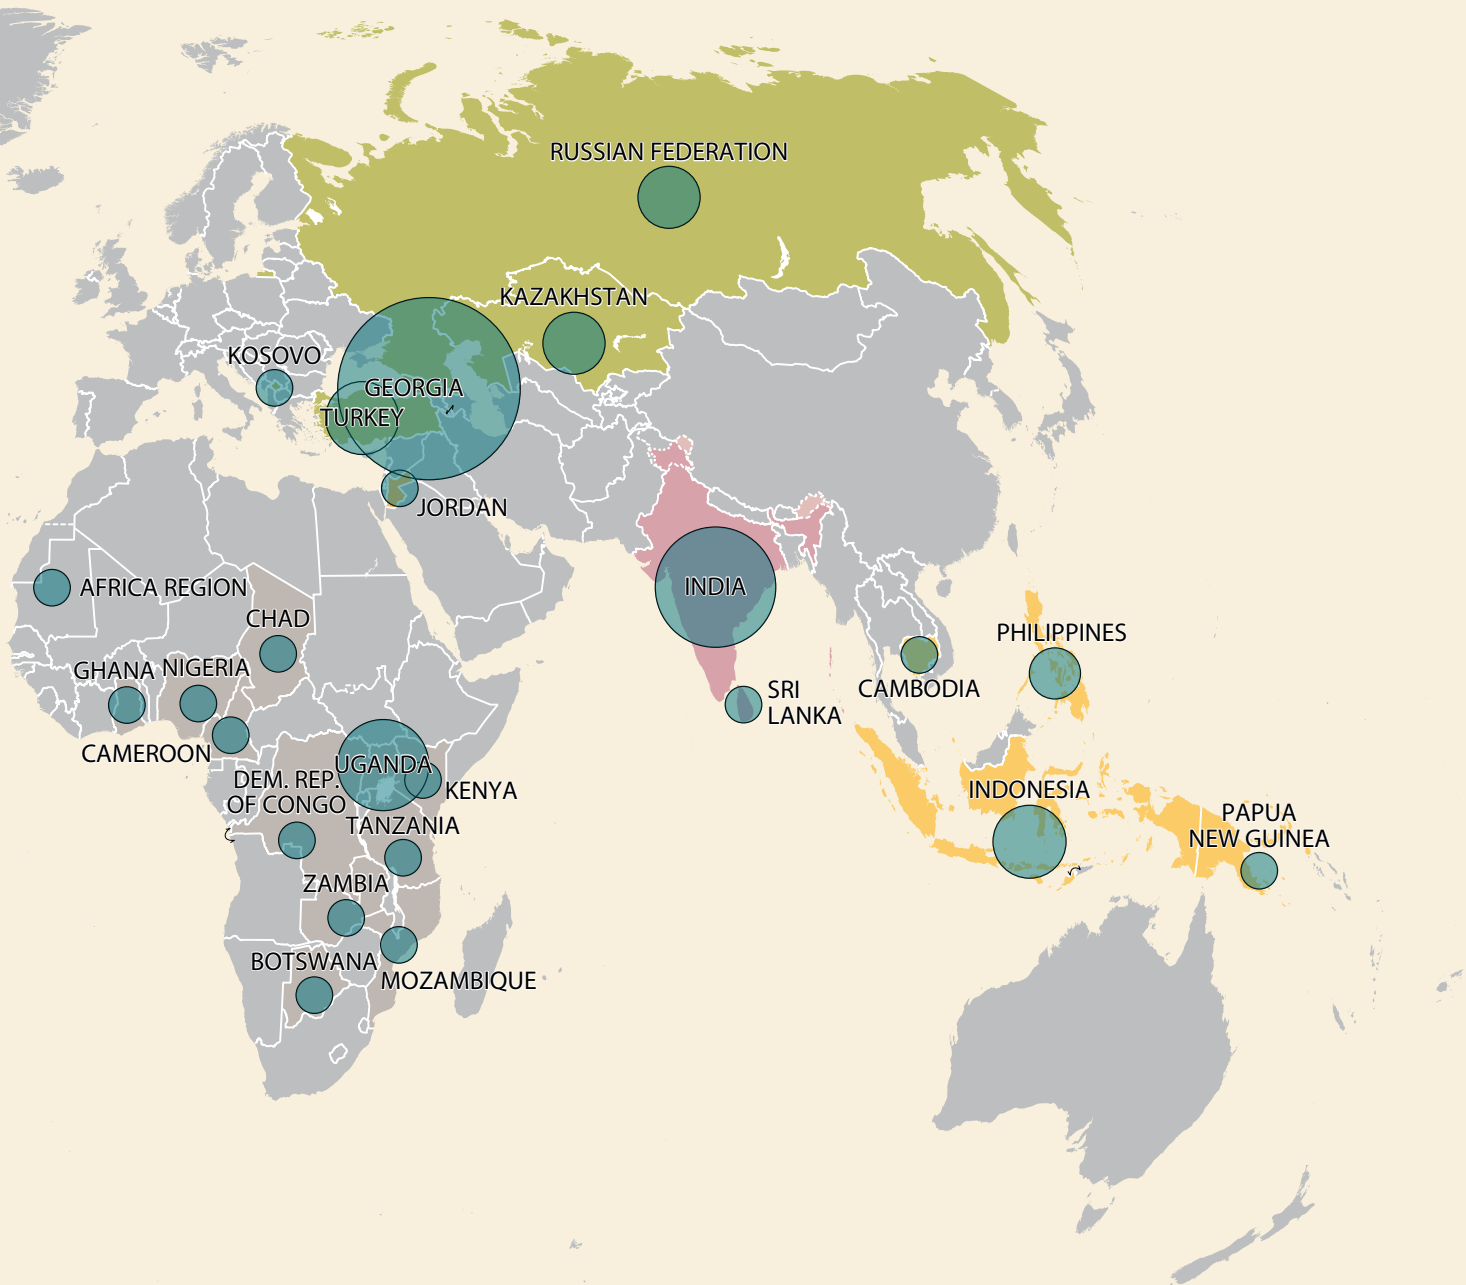 RUSSIAN FEDERATION
KAZAKHSTAN
KOSOVO
GEORGIA
TURKEY
JORDAN
INDIA
AFRICA REGION
CHAD
PHILIPPINES
GHANA
NIGERIA
CAMBODIA
SRI
LANKA
CAMEROON
UGANDA
DEM. REP.
OF CONGO
KENYA
INDONESIA
TANZANIA
PAPUA
NEW GUINEA
ZAMBIA
BOTSWANA
MOZAMBIQUE